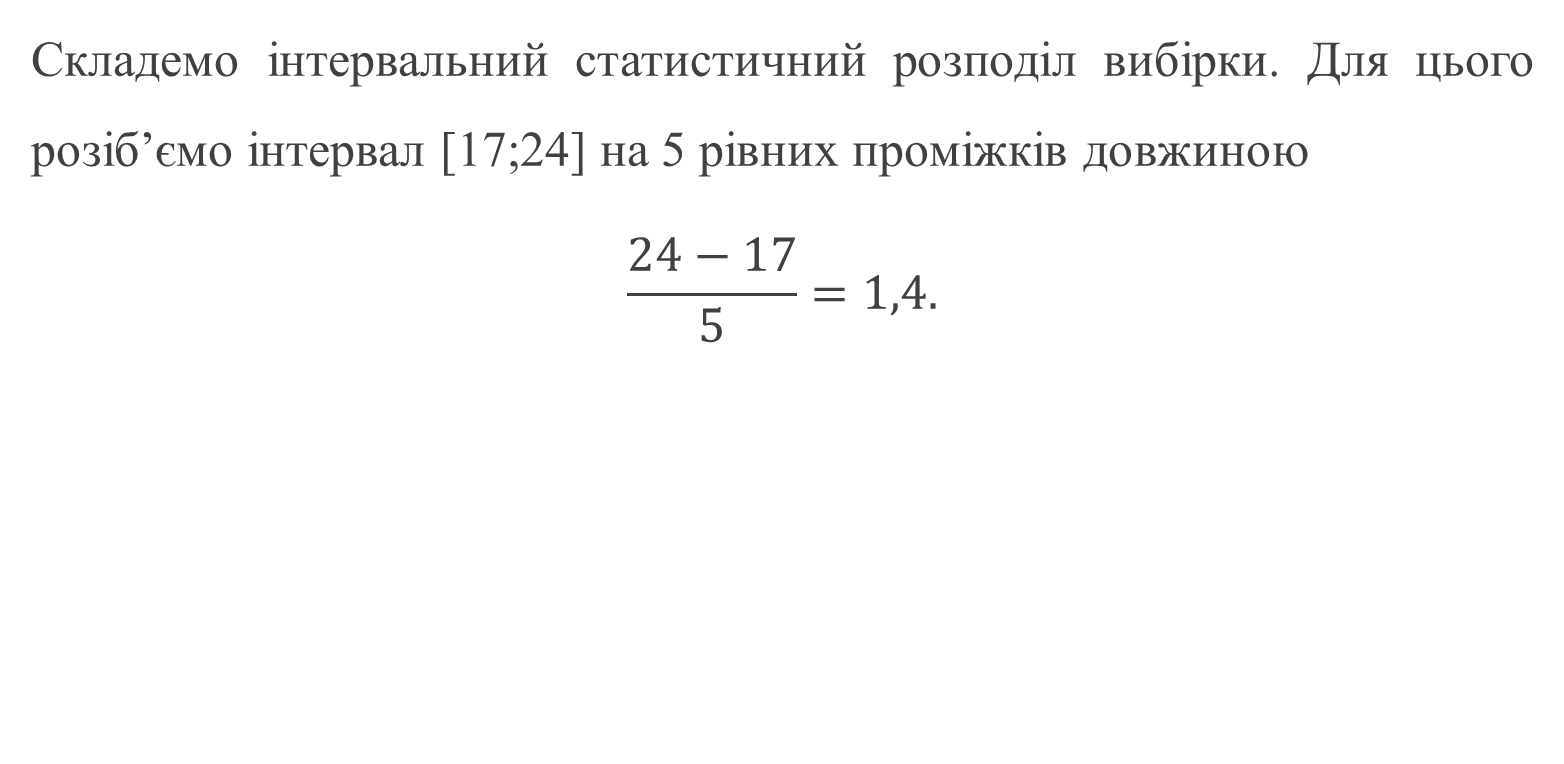 Складемо інтервальний статистичний розподіл вибірки. Для цього
розіб’ємо інтервал [17;24] на 5 рівних проміжків довжиною
24 − 17
5
= 1,4.